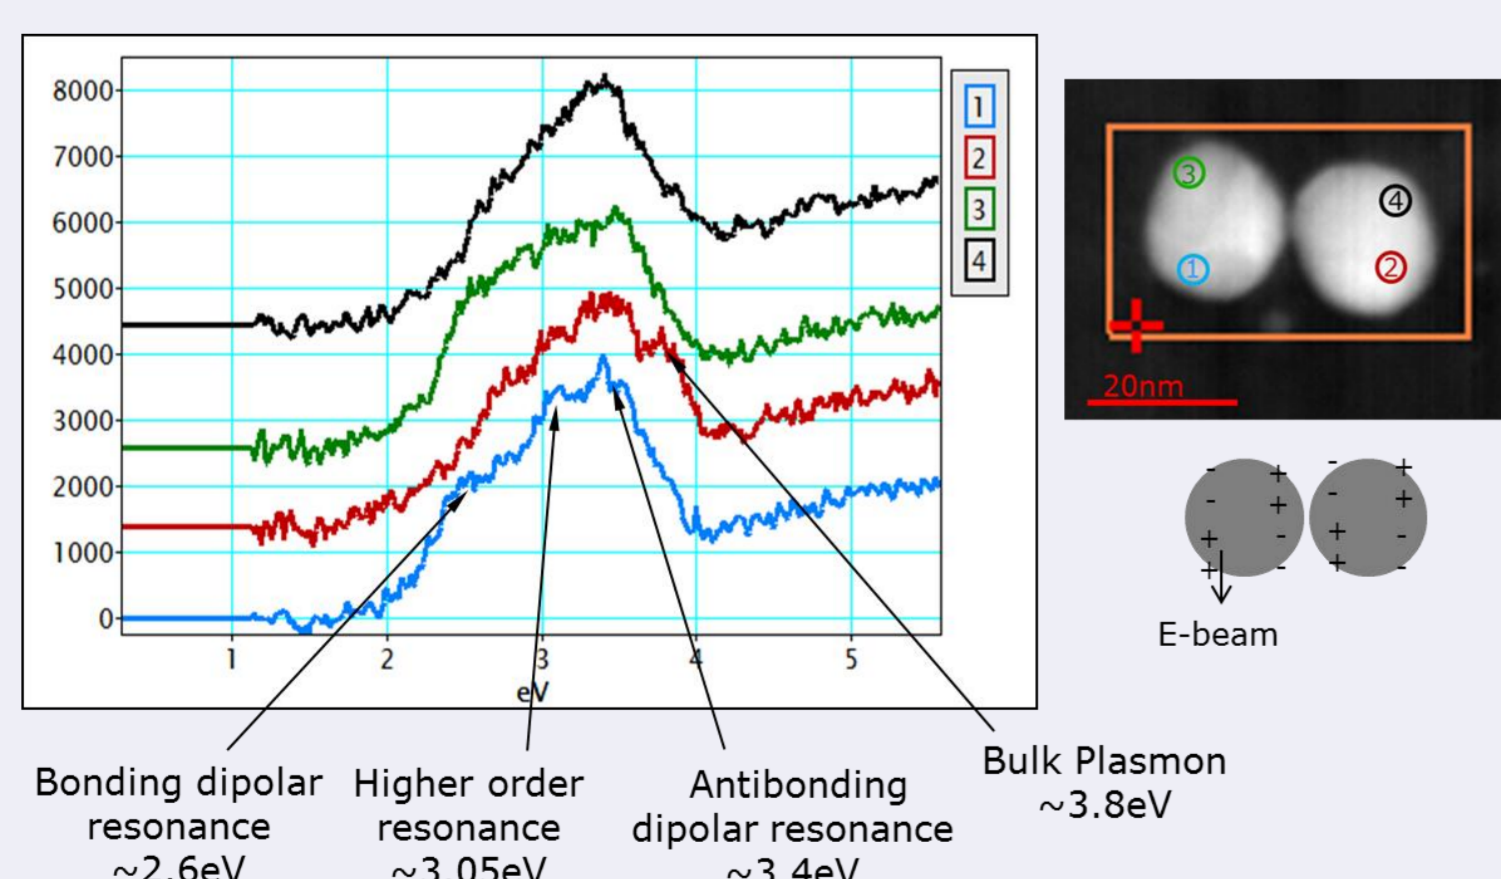 8000
7000
6000
5000
4000
3000
2000
1000
0
1
2
3
4
5
eV
1
2
3
4
3
4
1
2
20nm
- + - +
- + - +
+ - + -
+ - + -
E-beam
Bonding dipolar
resonance
~2.6eV
Higher order
resonance
~3.05eV
Antibonding
dipolar resonance
~3.4eV
Bulk Plasmon
~3.8eV